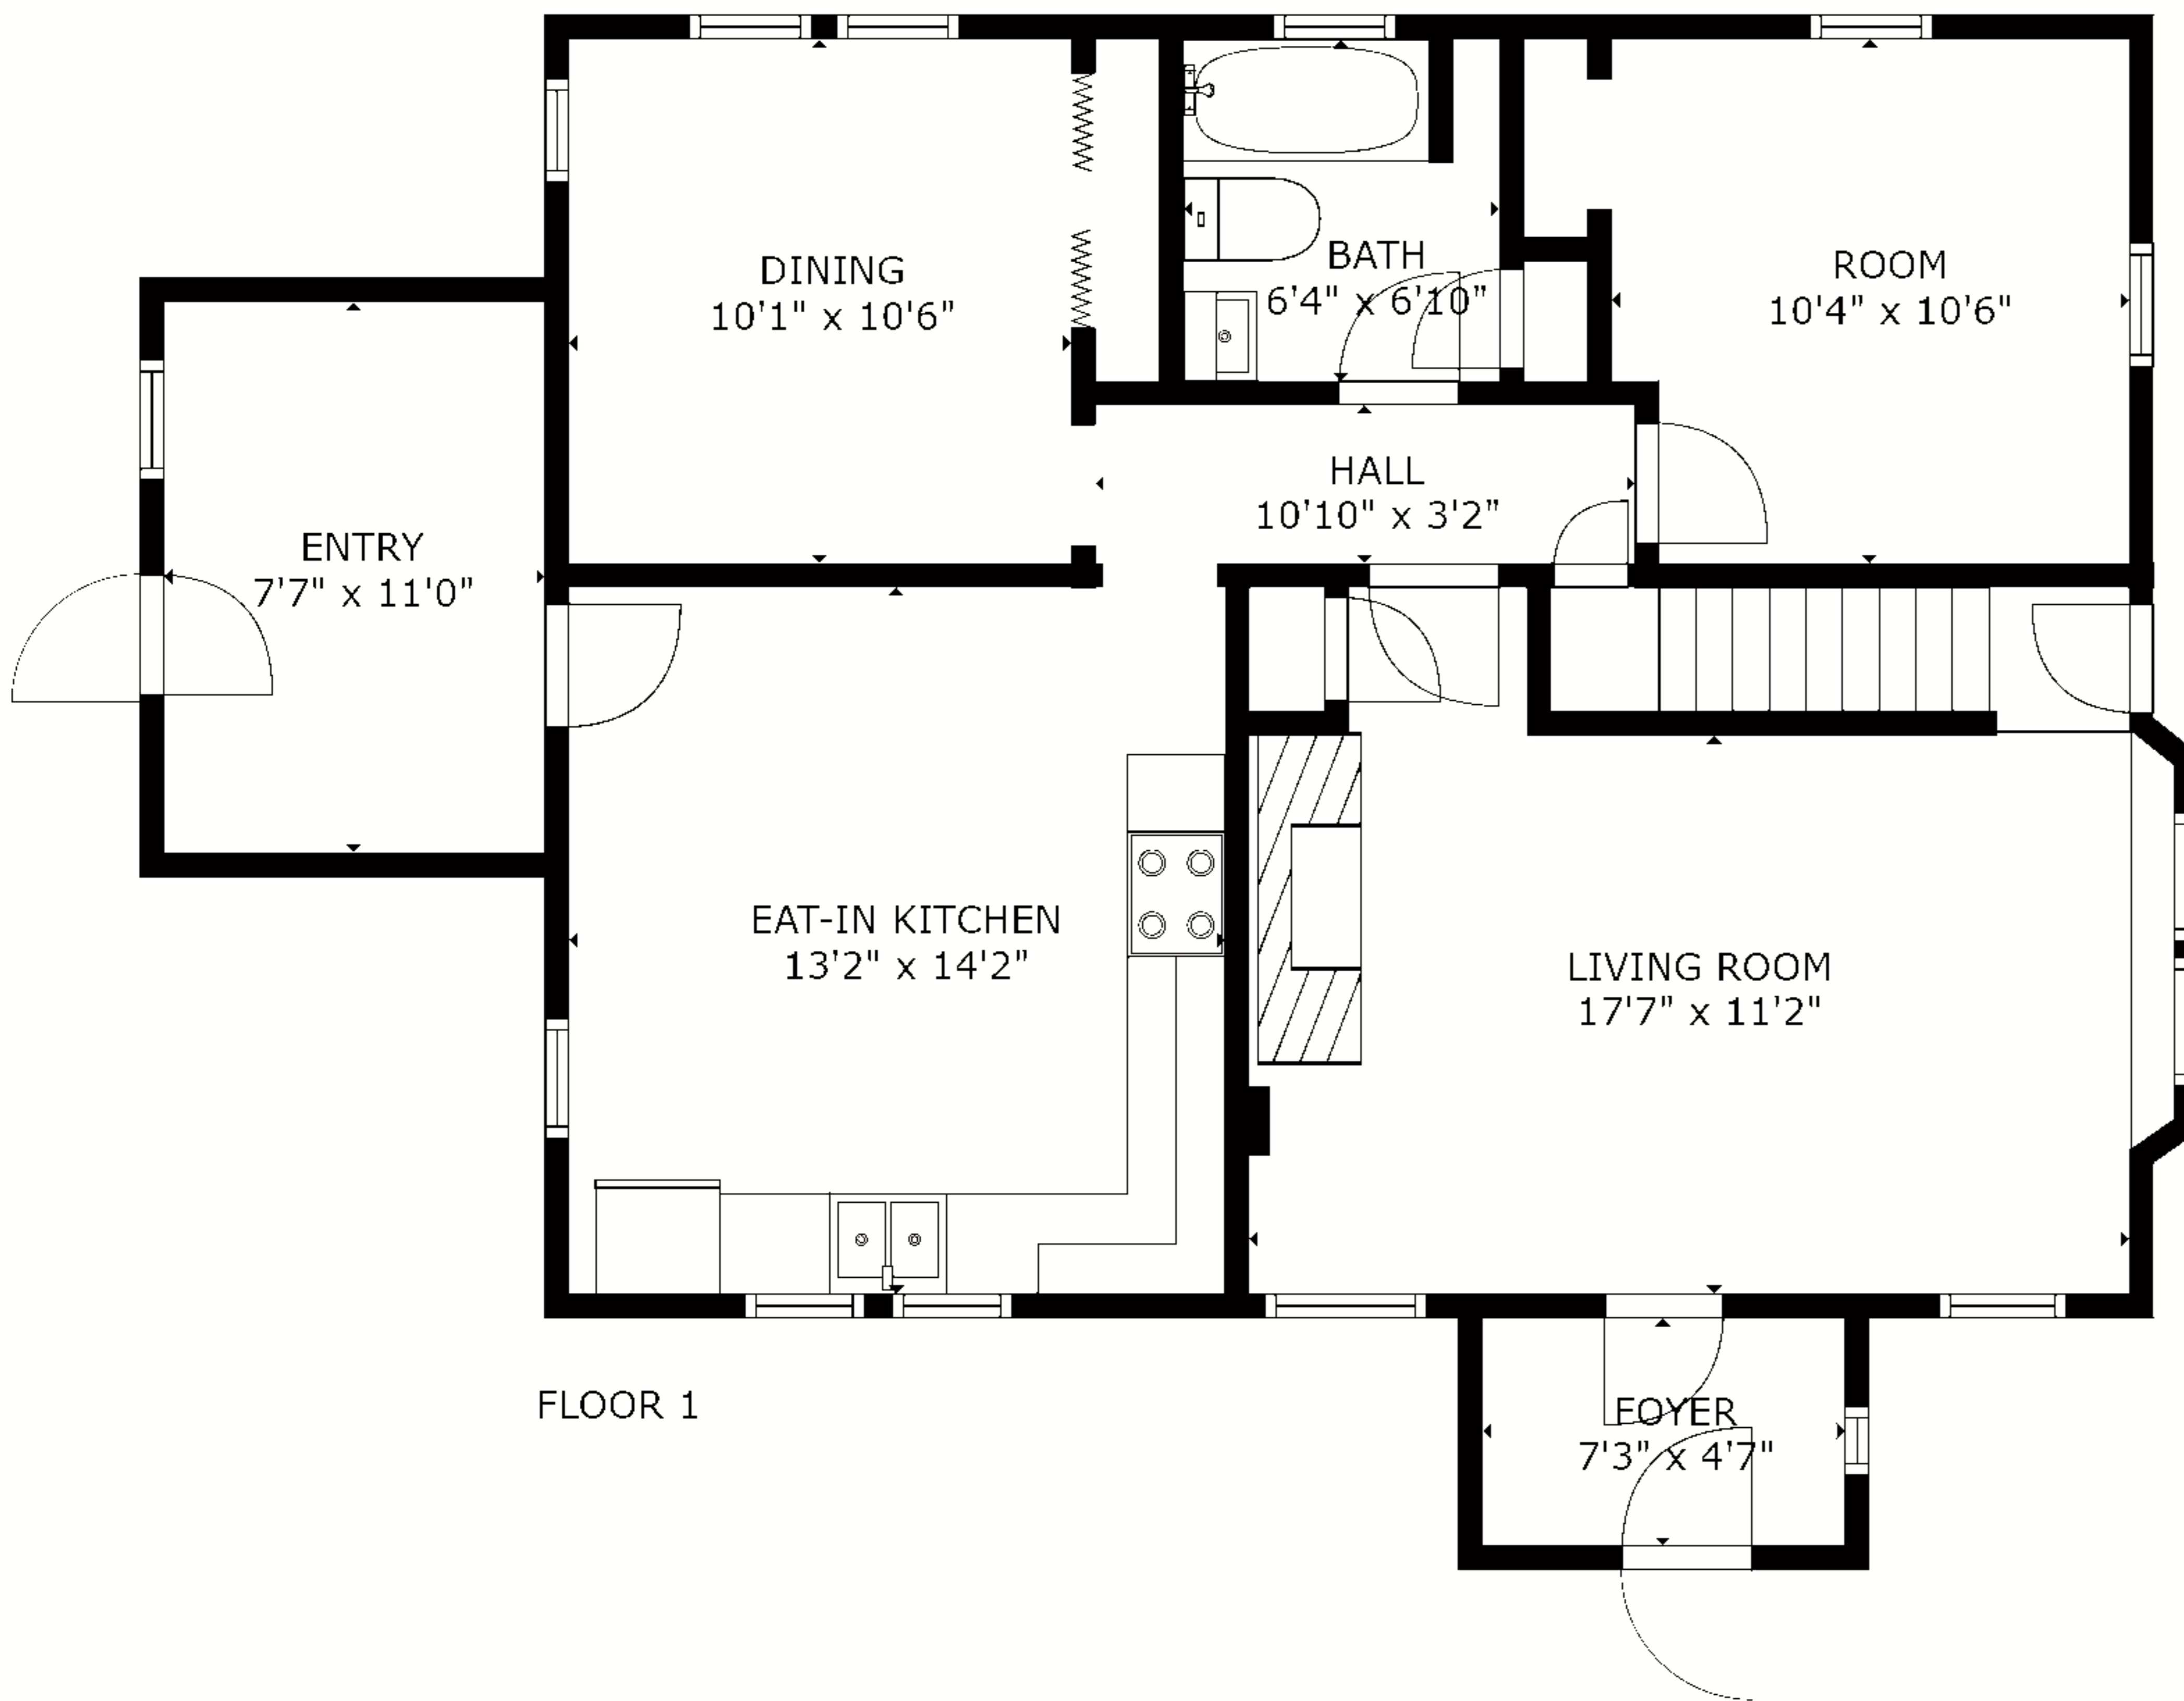 DINING
10'1" x 10'6"
BATH
6'4" x 6'10"
ROOM
10'4" x 10'6"
HALL
10'10" x 3'2"
ENTRY
7'7" x 11'0"
EAT-IN KITCHEN
13'2" x 14'2"
LIVING ROOM
17'7" x 11'2"
FLOOR 1
FOYER
7'3" x 4'7"